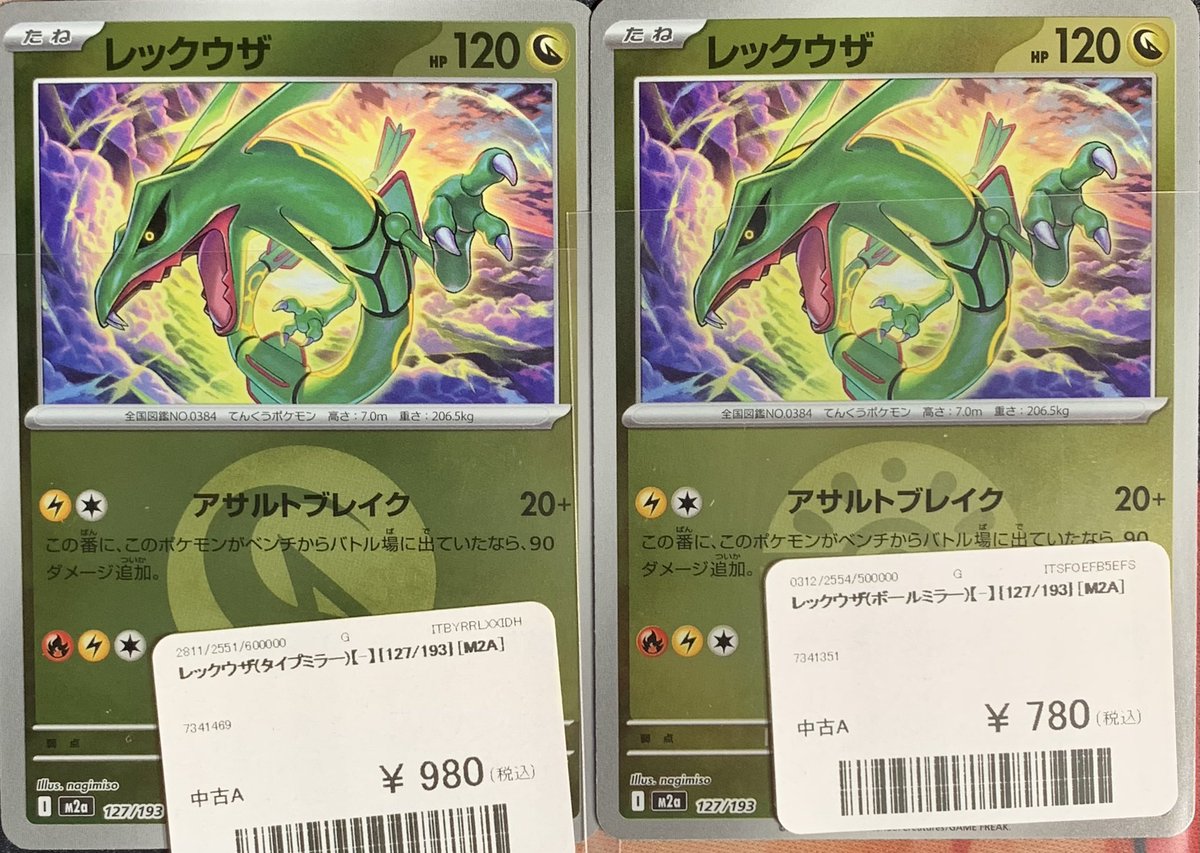 たね レックウザ HP 120
全国図鑑NO.0384 てんくうポケモン 高さ:7.0m 重さ:206.5kg
アサルトブレイク 20+
この番に、このポケモンがベンチからバトル場に出ていたなら、90
ダメージ追加。
2811/2551/600000 G ITBYRRLXXIDH
レックウザ(タイプミラー)【-】{127/193} [M2A]
7341469
中古A ¥ 980(税込)
弱点
Illus. nagimiso
I m2a 127/193
たね レックウザ HP 120
全国図鑑NO.0384 てんくうポケモン 高さ:7.0m 重さ:206.5kg
アサルトブレイク 20+
この番に、このポケモンがベンチからバトル場に出ていたなら、90
ダメージ追加。
0312/2554/500000 G ITSFOEFB5EFS
レックウザ(ボールミラー)【-】{127/193} [M2A]
7341351
中古A ¥ 780(税込)
弱点
Illus. nagimiso
I m2a 127/193
Creatures/GAME FREAK.